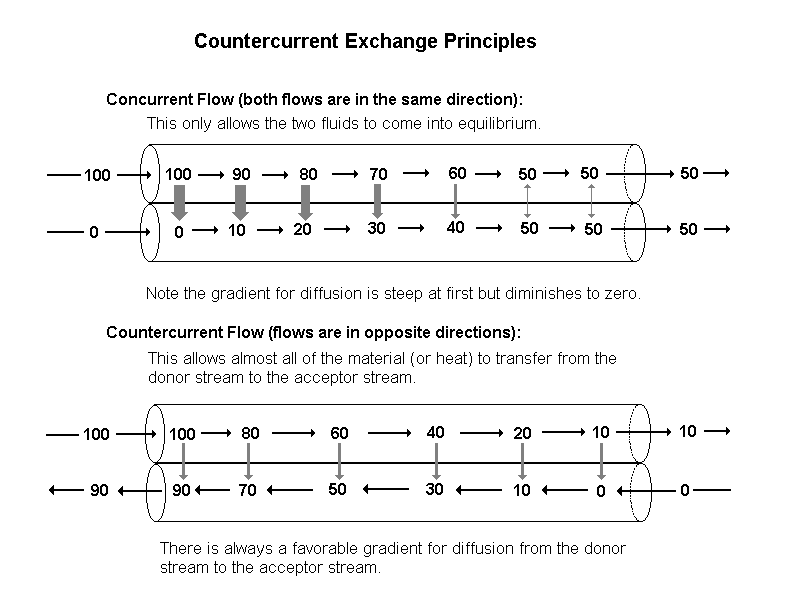 Countercurrent Exchange Principles
Concurrent Flow (both flows are in the same direction):
This only allows the two fluids to come into equilibrium.
100 100 90 80 70 60 50 50 50
0 0 10 20 30 40 50 50 50
Note the gradient for diffusion is steep at first but diminishes to zero.
Countercurrent Flow (flows are in opposite directions):
This allows almost all of the material (or heat) to transfer from the
donor stream to the acceptor stream.
100 100 80 60 40 20 10 10
90 90 70 50 30 10 0 0
There is always a favorable gradient for diffusion from the donor
stream to the acceptor stream.